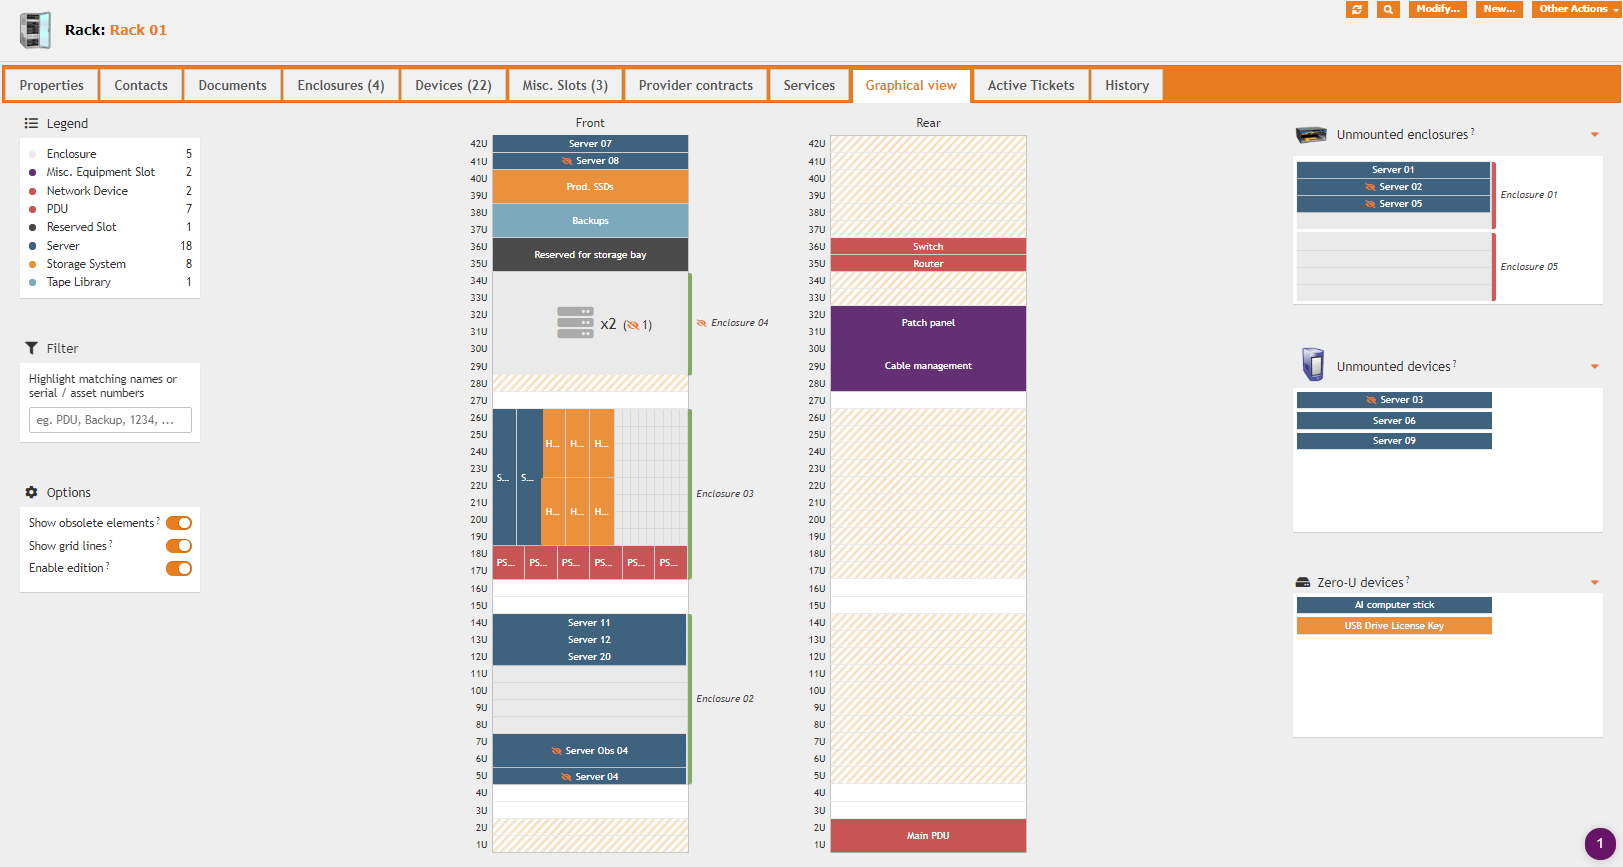 Rack: Rack 01
Modify... New... Other Actions
Properties Contacts Documents Enclosures (4) Devices (22) Misc. Slots (3) Provider contracts Services Graphical view Active Tickets History
Legend
Enclosure 5
Misc. Equipment Slot 2
Network Device 2
PDU 7
Reserved Slot 1
Server 18
Storage System 8
Tape Library 1
Filter
Highlight matching names or
serial / asset numbers
eg. PDU, Backup, 1234, ...
Options
Show obsolete elements?
Show grid lines?
Enable edition?
Front
42U Server 07
41U Server 08
40U
Prod. SSDs
39U
38U
Backups
37U
36U
Reserved for storage bay
35U
34U
33U
32U
x2 (1) Enclosure 04
31U
30U
29U
28U
27U
26U
25U
H... H... H...
24U
23U
S... S...
22U
Enclosure 03
21U
H... H... H...
20U
19U
18U
PS... PS... PS... PS... PS... PS...
17U
16U
15U
14U Server 11
13U Server 12
12U Server 20
11U
10U
9U
Enclosure 02
8U
7U
Server Obs 04
6U
5U Server 04
4U
3U
2U
1U
Rear
42U
41U
40U
39U
38U
37U
36U Switch
35U Router
34U
33U
32U
Patch panel
31U
30U
29U Cable management
28U
27U
26U
25U
24U
23U
22U
21U
20U
19U
18U
17U
16U
15U
14U
13U
12U
11U
10U
9U
8U
7U
6U
5U
4U
3U
2U
Main PDU
1U
Unmounted enclosures?
Server 01
Server 02
Enclosure 01
Server 05
Enclosure 05
Unmounted devices?
Server 03
Server 06
Server 09
Zero-U devices?
AI computer stick
USB Drive License Key
1